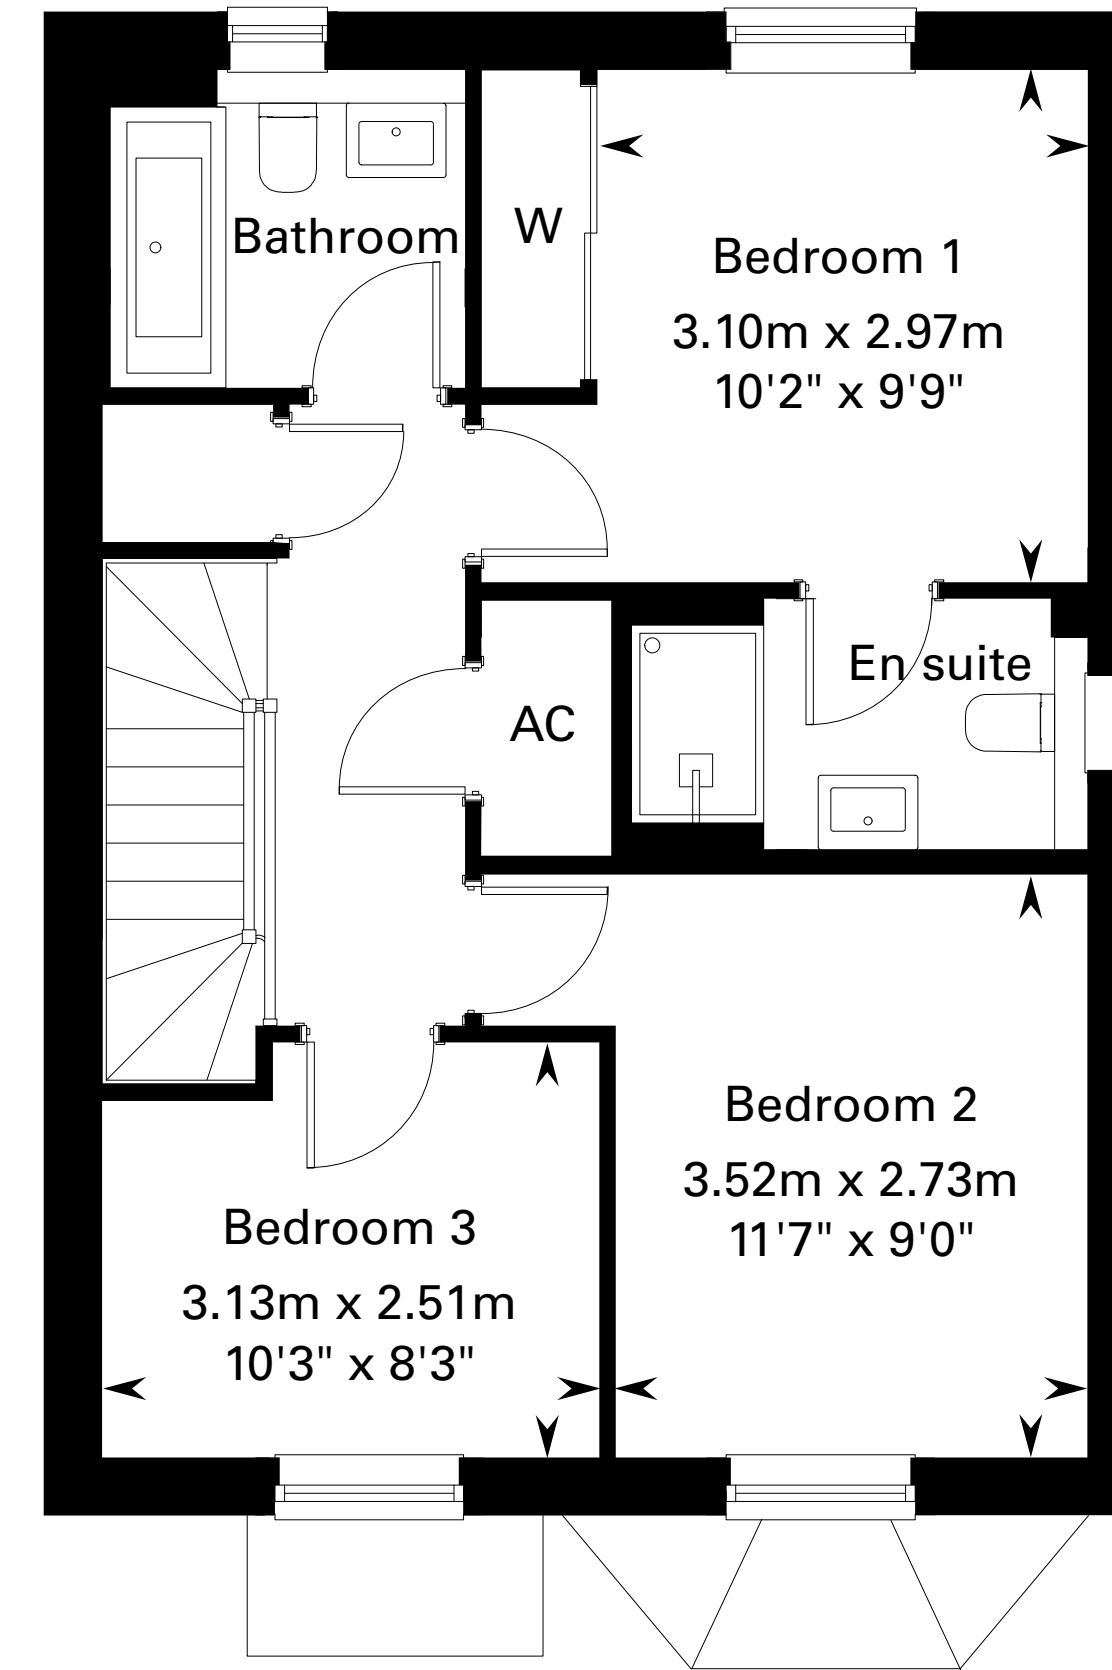 Bathroom
W
Bedroom 1
3.10m x 2.97m
10'2" x 9'9"
En suite
AC
Bedroom 2
3.52m x 2.73m
11'7" x 9'0"
Bedroom 3
3.13m x 2.51m
10'3" x 8'3"